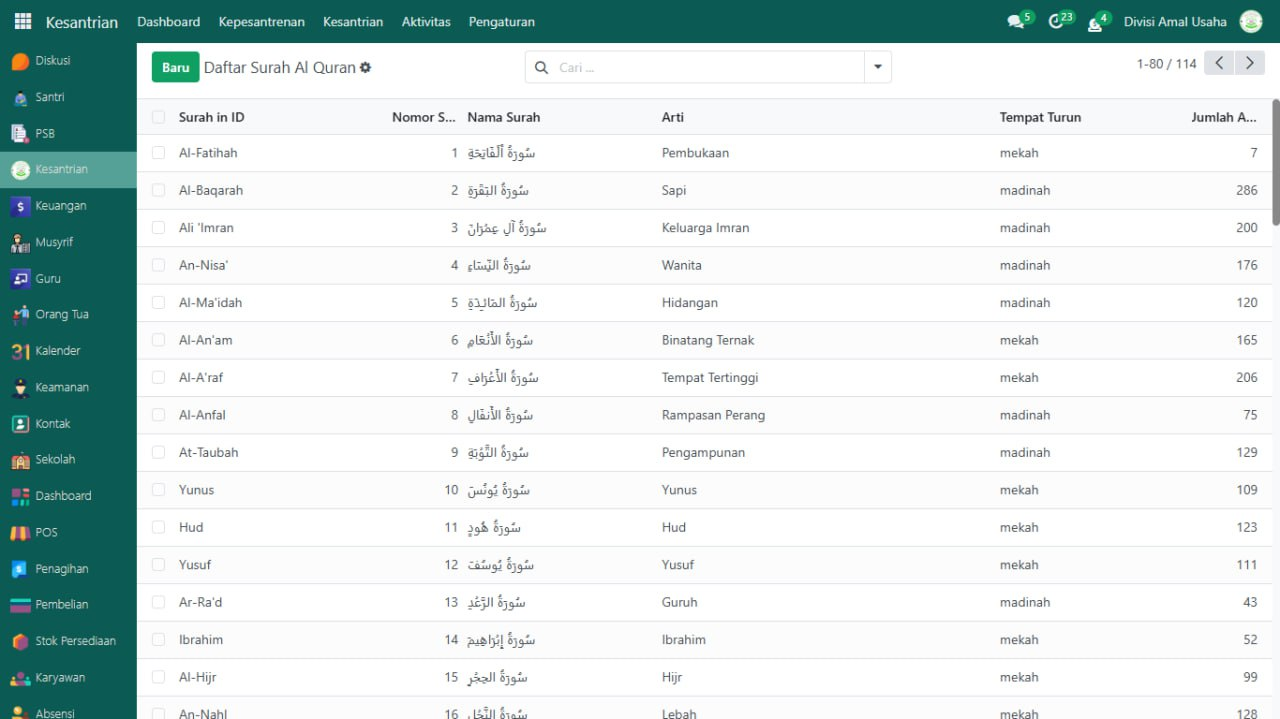 Kesantrian Dashboard Kepesantrenan Kesantrian Aktivitas Pengaturan 5 23 4 Divisi Amal Usaha
Diskusi
Santri
PSB
Kesantrian
Keuangan
Musyrif
Guru
Orang Tua
31 Kalender
Keamanan
Kontak
Sekolah
Dashboard
POS
Penagihan
Pembelian
Stok Persediaan
Karyawan
Absensi
Baru Daftar Surah Al Quran Cari ... 1-80 / 114
Surah in ID Nomor S... Nama Surah Arti Tempat Turun Jumlah A...
Al-Fatihah 1 سُورَةُ ٱلْفَاتِحَةِ Pembukaan mekah 7
Al-Baqarah 2 سُورَةُ البَقَرَةِ Sapi madinah 286
Ali 'Imran 3 سُورَةُ آلِ عِمۡرَانَ Keluarga Imran madinah 200
An-Nisa' 4 سُورَةُ النِّسَاءِ Wanita madinah 176
Al-Ma'idah 5 سُورَةُ المَائـِدَةِ Hidangan madinah 120
Al-An'am 6 سُورَةُ الأَنۡعَامِ Binatang Ternak mekah 165
Al-A'raf 7 سُورَةُ الأَعۡرَافِ Tempat Tertinggi mekah 206
Al-Anfal 8 سُورَةُ الأَنفَالِ Rampasan Perang madinah 75
At-Taubah 9 سُورَةُ التَّوۡبَةِ Pengampunan madinah 129
Yunus 10 سُورَةُ يُونُسَ Yunus mekah 109
Hud 11 سُورَةُ هُودٍ Hud mekah 123
Yusuf 12 سُورَةُ يُوسُفَ Yusuf mekah 111
Ar-Ra'd 13 سُورَةُ الرَّعۡدِ Guruh madinah 43
Ibrahim 14 سُورَةُ إِبۡرَاهِيمَ Ibrahim mekah 52
Al-Hijr 15 سُورَةُ الحِجۡرِ Hijr mekah 99
An-Nahl 16 سُورَةُ النَّحۡلِ Lebah mekah 128